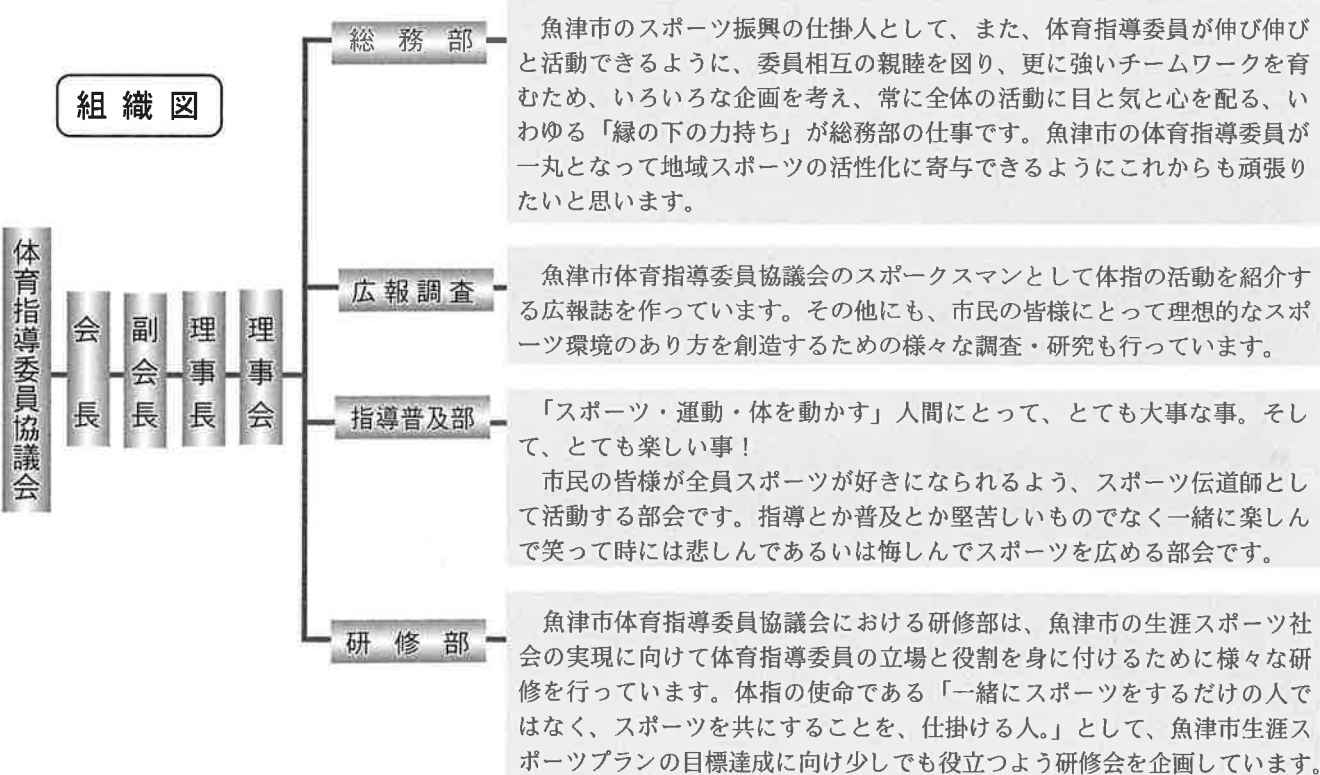 組織図
体育指導委員協議会
会長
副会長
理事長
理事会
総務部
魚津市のスポーツ振興の仕掛人として、また、体育指導委員が伸び伸び
と活動できるように、委員相互の親睦を図り、更に強いチームワークを育
むため、いろいろな企画を考え、常に全体の活動に目と気と心を配る、い
わゆる「縁の下の力持ち」が総務部の仕事です。魚津市の体育指導委員が
一丸となって地域スポーツの活性化に寄与できるようにこれからも頑張り
たいと思います。
広報調査
魚津市体育指導委員協議会のスポークスマンとして体指の活動を紹介す
る広報誌を作っています。その他にも、市民の皆様にとって理想的なスポ
ーツ環境のあり方を創造するための様々な調査・研究も行っています。
指導普及部
「スポーツ・運動・体を動かす」人間にとって、とても大事な事。そし
て、とても楽しい事！
市民の皆様が全員スポーツが好きになられるよう、スポーツ伝道師とし
て活動する部会です。指導とか普及とか堅苦しいものでなく一緒に楽しん
で笑って時には悲しんであるいは悔しんでスポーツを広める部会です。
研修部
魚津市体育指導委員協議会における研修部は、魚津市の生涯スポーツ社
会の実現に向けて体育指導委員の立場と役割を身に付けるために様々な研
修を行っています。体指の使命である「一緒にスポーツをするだけの人で
はなく、スポーツを共にすることを、仕掛ける人。」として、魚津市生涯ス
ポーツプランの目標達成に向け少しでも役立つよう研修会を企画しています。